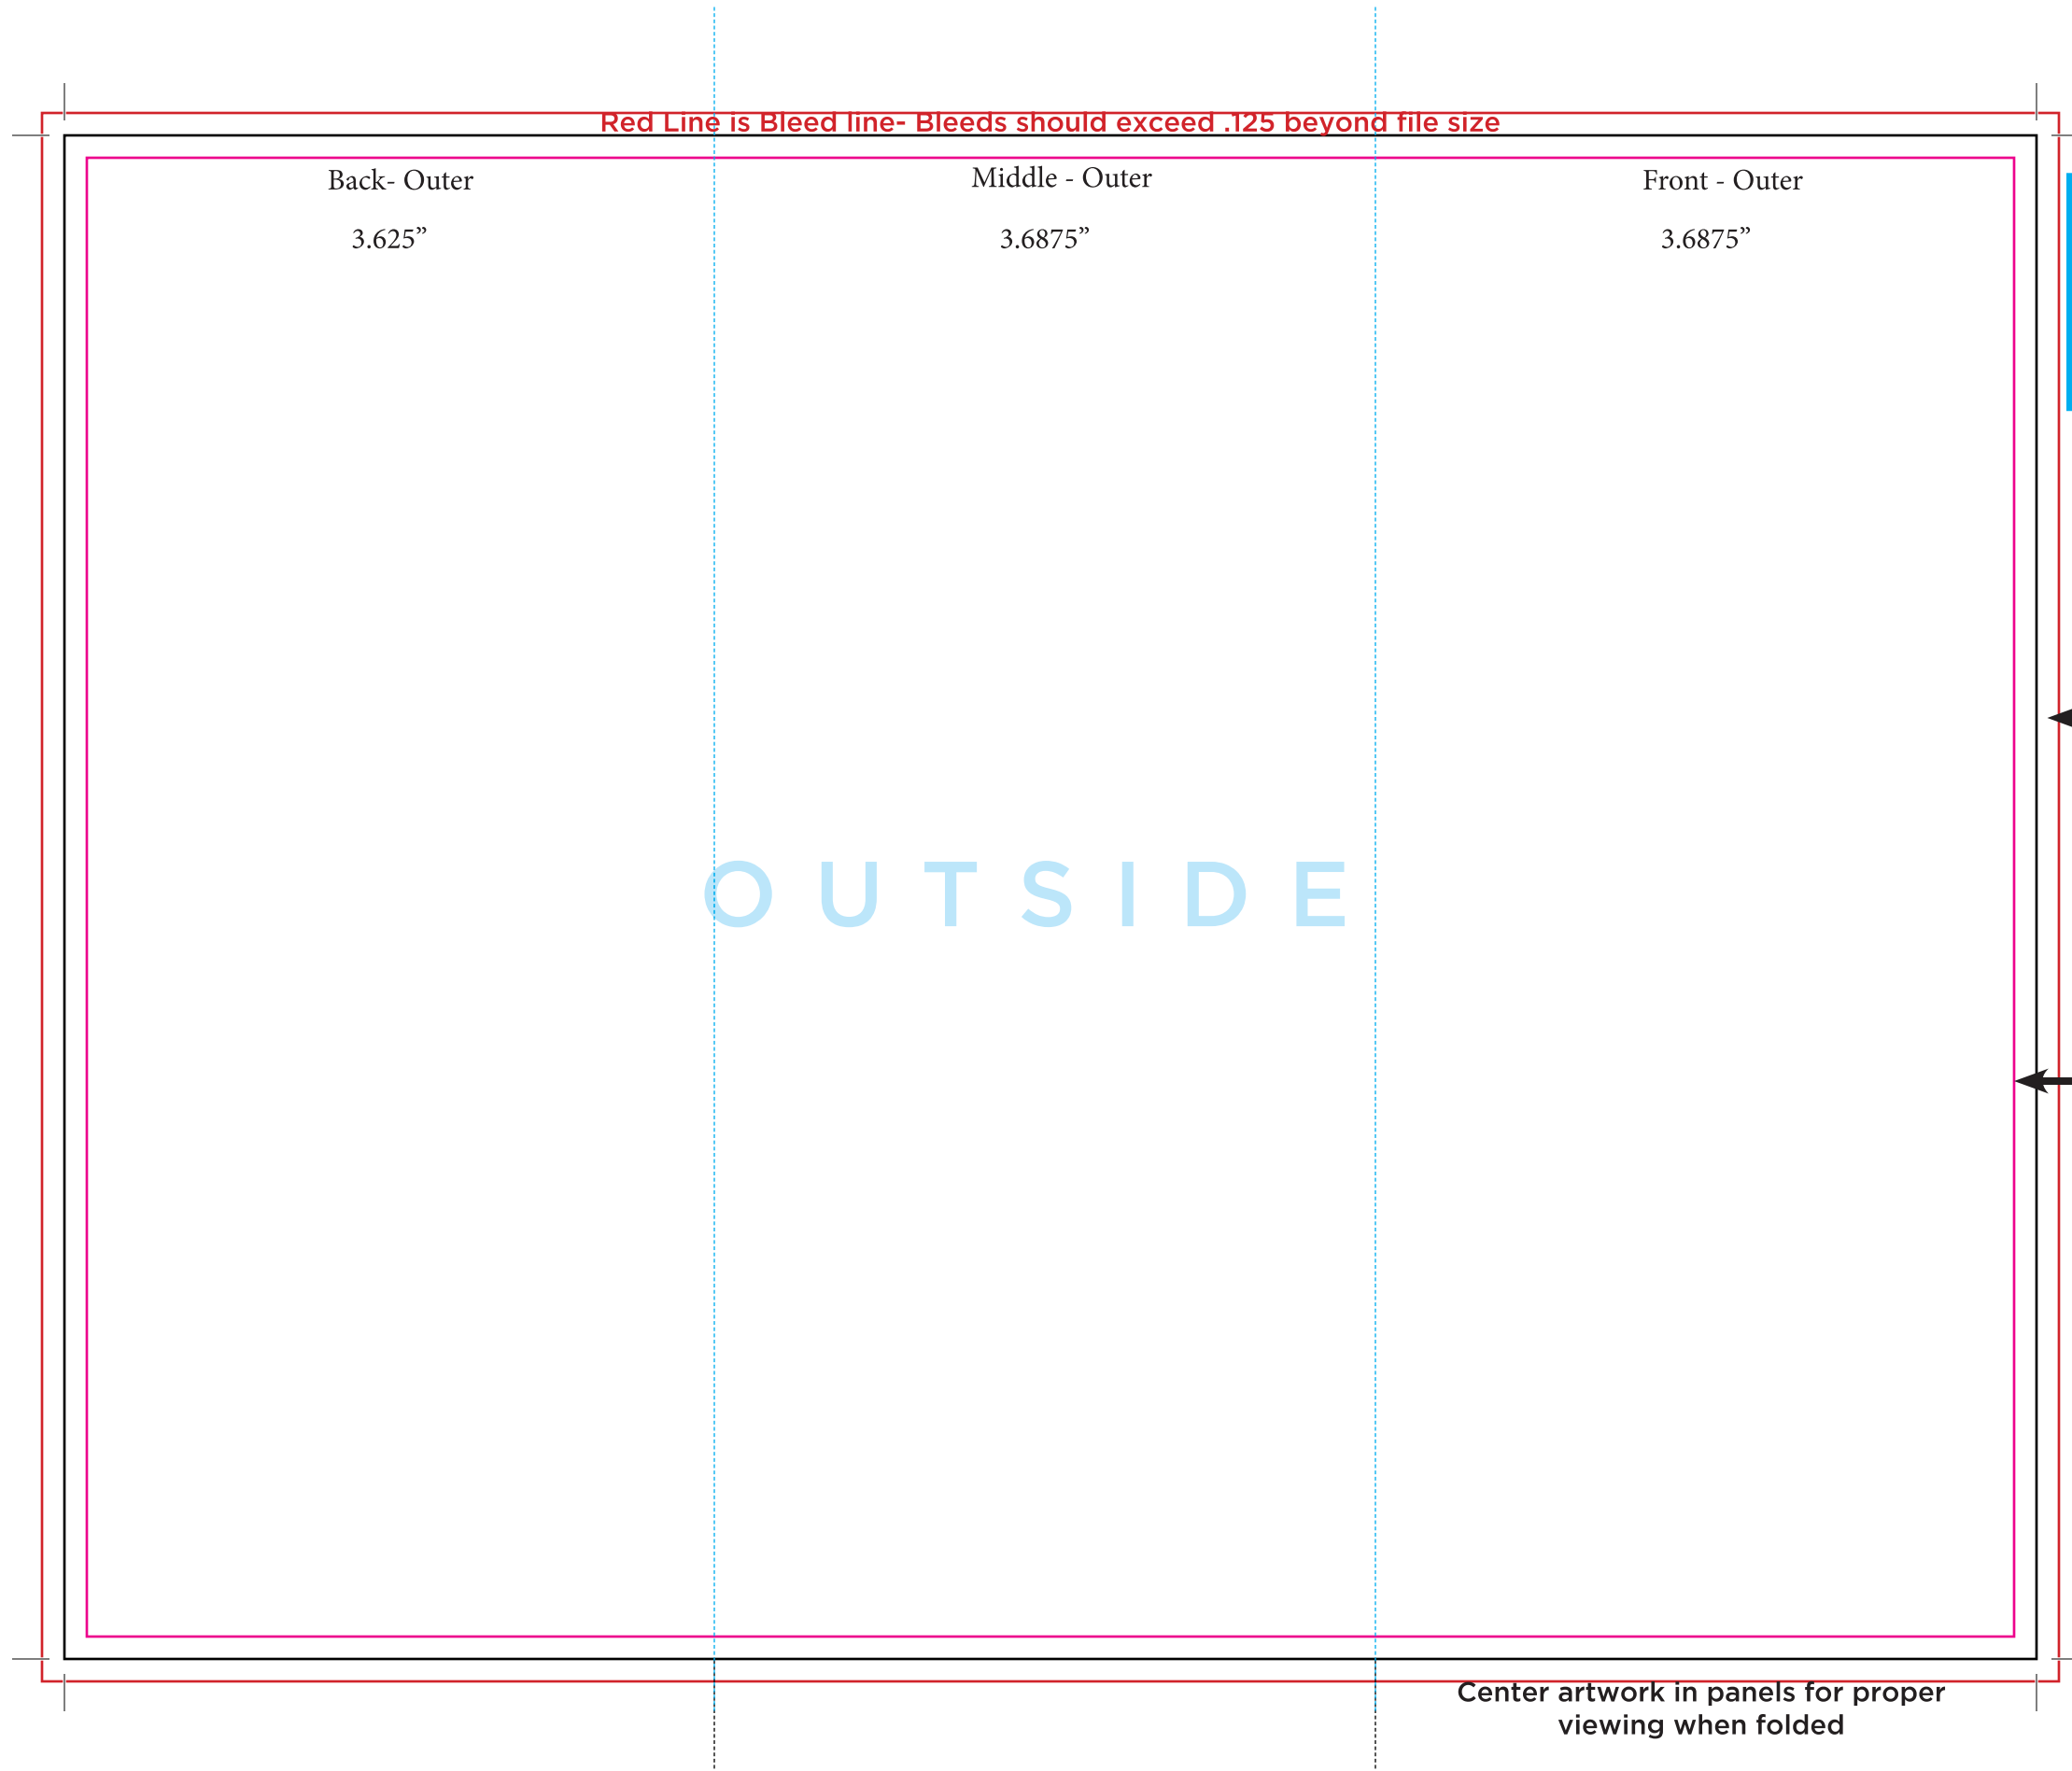 Red Line is Bleed line- Bleeds should exceed .125 beyond file size
Back- Outer
Middle - Outer
Front - Outer
3.625”
3.6875”
3.6875”
OUTSIDE
Center artwork in panels for proper
viewing when folded